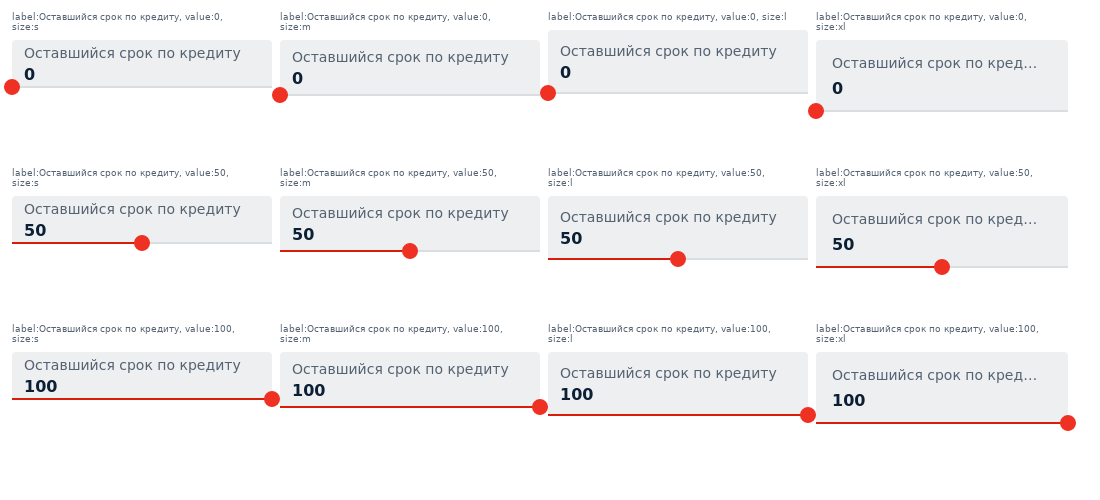 label:Оставшийся срок по кредиту, value:0,
size:s
Оставшийся срок по кредиту
0
label:Оставшийся срок по кредиту, value:0,
size:m
Оставшийся срок по кредиту
0
label:Оставшийся срок по кредиту, value:0, size:l
Оставшийся срок по кредиту
0
label:Оставшийся срок по кредиту, value:0,
size:xl
Оставшийся срок по кред...
0
label:Оставшийся срок по кредиту, value:50,
size:s
Оставшийся срок по кредиту
50
label:Оставшийся срок по кредиту, value:50,
size:m
Оставшийся срок по кредиту
50
label:Оставшийся срок по кредиту, value:50,
size:l
Оставшийся срок по кредиту
50
label:Оставшийся срок по кредиту, value:50,
size:xl
Оставшийся срок по кред...
50
label:Оставшийся срок по кредиту, value:100,
size:s
Оставшийся срок по кредиту
100
label:Оставшийся срок по кредиту, value:100,
size:m
Оставшийся срок по кредиту
100
label:Оставшийся срок по кредиту, value:100,
size:l
Оставшийся срок по кредиту
100
label:Оставшийся срок по кредиту, value:100,
size:xl
Оставшийся срок по кред...
100